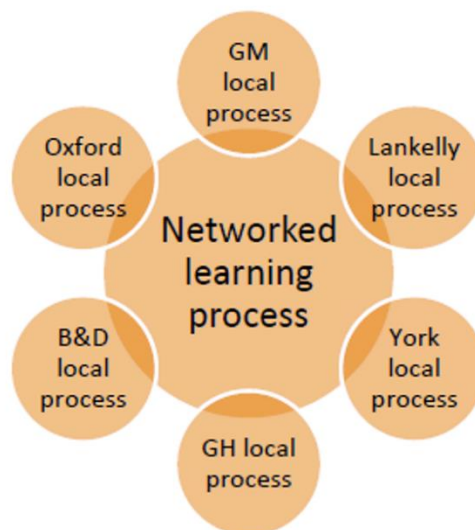 GM
local
process
Oxford
local
process
Lankelly
local
process
Networked
learning
process
B&D
local
process
York
local
process
GH local
process